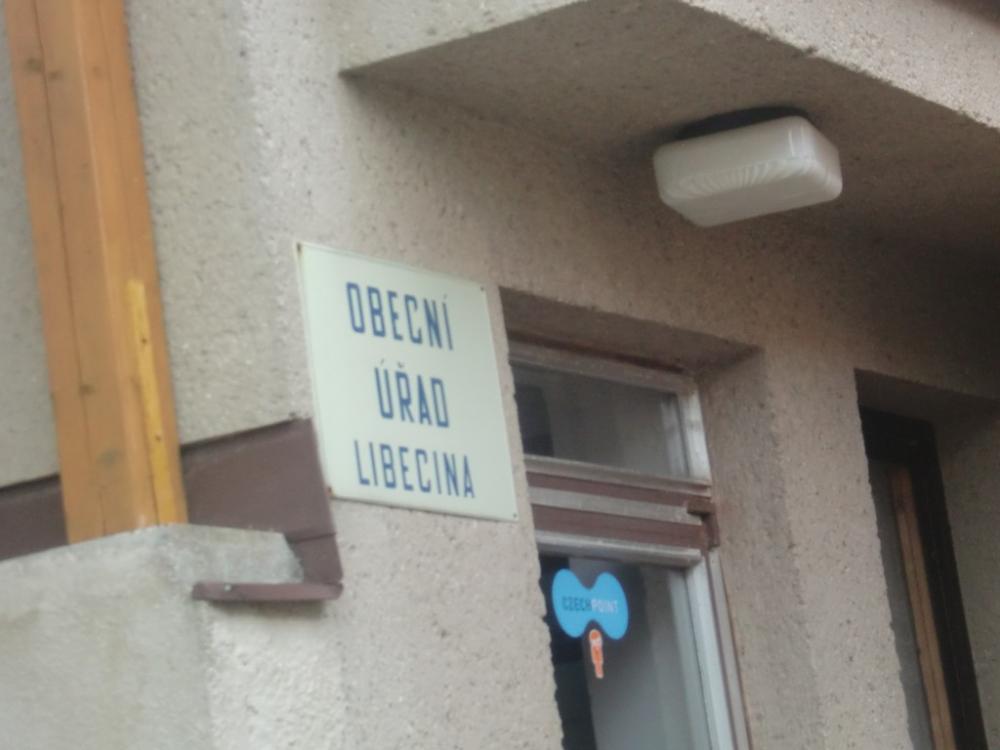 OBECNÍ
ÚŘAD
LIBECINA
CZECHPOINT